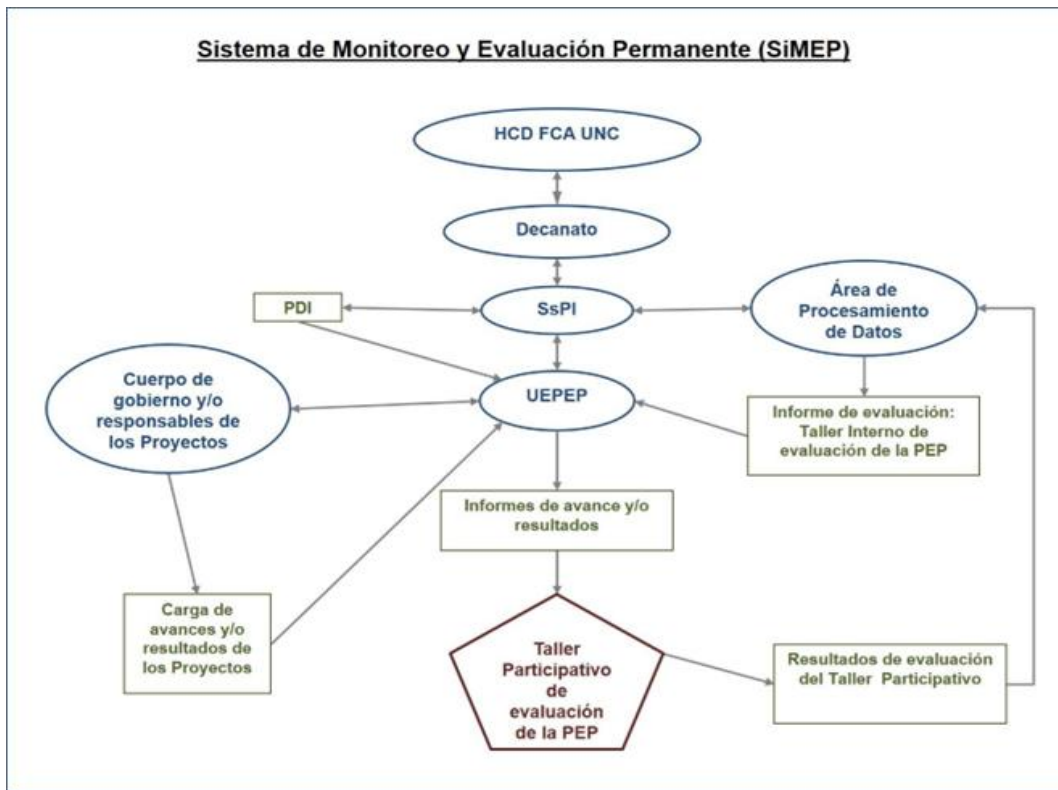 Sistema de Monitoreo y Evaluación Permanente (SiMEP)
HCD FCA UNC
Decanato
PDI
SsPI
Área de
Procesamiento
de Datos
Cuerpo de
gobierno y/o
responsables de
los Proyectos
UEPEP
Informe de evaluación:
Taller Interno de
evaluación de la PEP
Informes de avance y/o
resultados
Carga de
avances y/o
resultados de
los Proyectos
Taller
Participativo
de
evaluación
de la PEP
Resultados de evaluación
del Taller Participativo